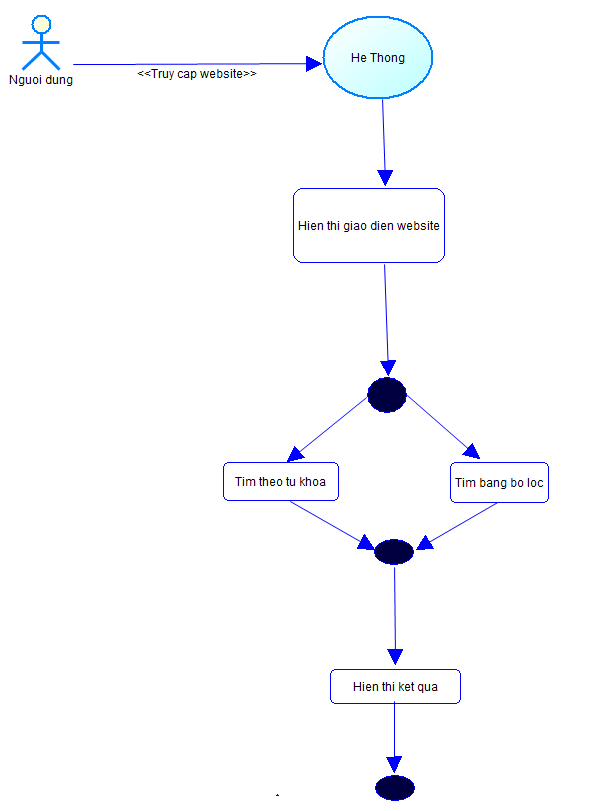 He Thong
<<Truy cap website>>
Nguoi dung
Hien thi giao dien website
Tim theo tu khoa
Tim bang bo loc
Hien thi ket qua